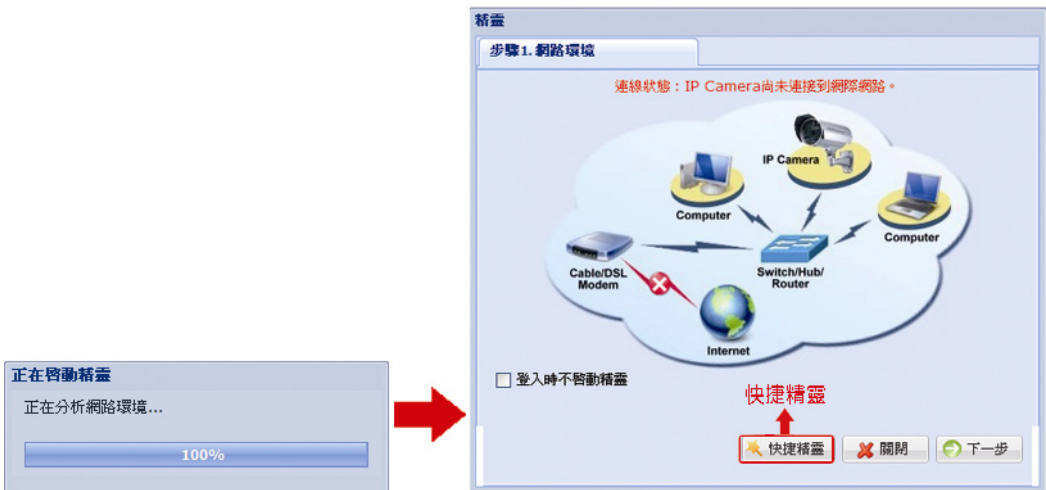 正在啓動精靈
正在分析網路環境...
100%
精靈
步驟1. 網路環境
連線狀態：IP Camera尚未連接到網際網路。
IP Camera
Computer
Computer
Cable/DSL
Modem
Switch/Hub/
Router
Internet
登入時不啓動精靈
快捷精靈
快捷精靈
關閉
下一步